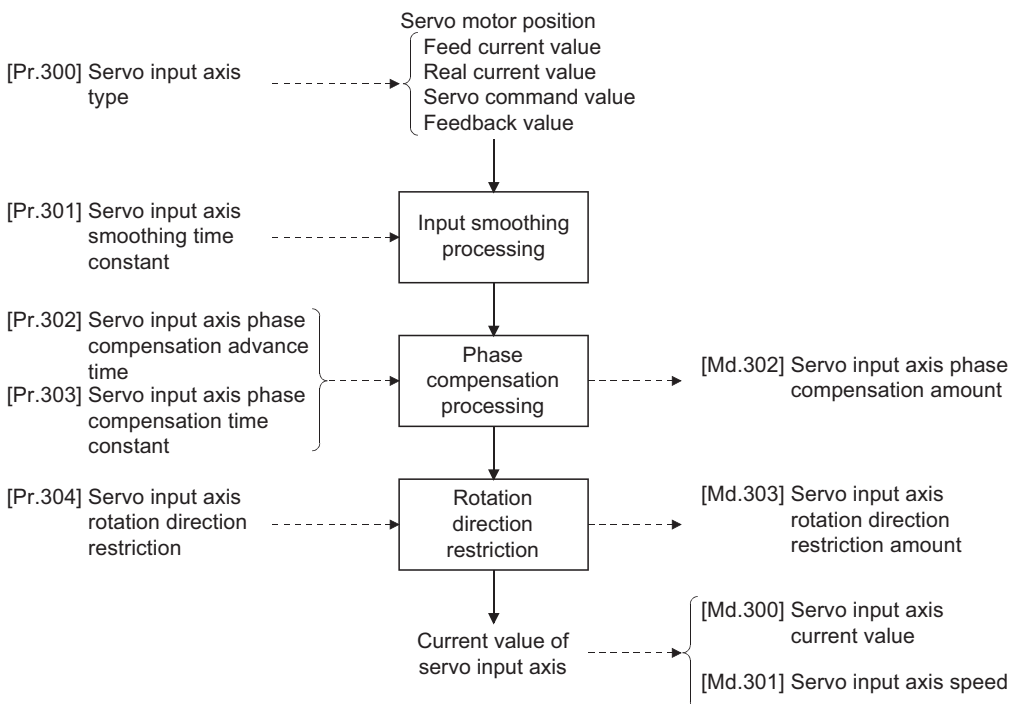 Servo motor position
Feed current value
Real current value
Servo command value
Feedback value
[Pr.300] Servo input axis
type
[Pr.301] Servo input axis
smoothing time
constant
Input smoothing
processing
[Pr.302] Servo input axis phase
compensation advance
time
[Pr.303] Servo input axis phase
compensation time
constant
Phase
compensation
processing
[Md.302] Servo input axis phase
compensation amount
[Pr.304] Servo input axis
rotation direction
restriction
Rotation
direction
restriction
[Md.303] Servo input axis
rotation direction
restriction amount
Current value of
servo input axis
[Md.300] Servo input axis
current value
[Md.301] Servo input axis speed